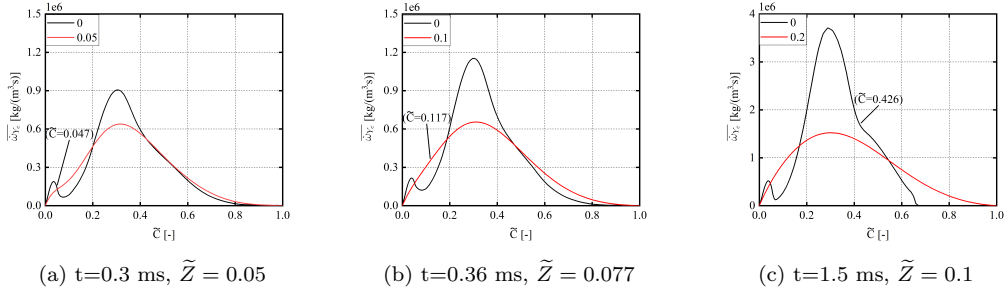 1e6
1.5
1.2
0.9
0.6
0.3
0.0
0
0.05
(C̃=0.047)
ω̇_{Y_c} [kg/(m³s)]
0.0 0.2 0.4 0.6 0.8 1.0
C̃ [-]
(a) t=0.3 ms, Z̃ = 0.05
1e6
1.5
1.2
0.9
0.6
0.3
0.0
0
0.1
(C̃=0.117)
ω̇_{Y_c} [kg/(m³s)]
0.0 0.2 0.4 0.6 0.8 1.0
C̃ [-]
(b) t=0.36 ms, Z̃ = 0.077
1e6
4
3
2
1
0
0
0.2
(C̃=0.426)
ω̇_{Y_c} [kg/(m³s)]
0.0 0.2 0.4 0.6 0.8 1.0
C̃ [-]
(c) t=1.5 ms, Z̃ = 0.1